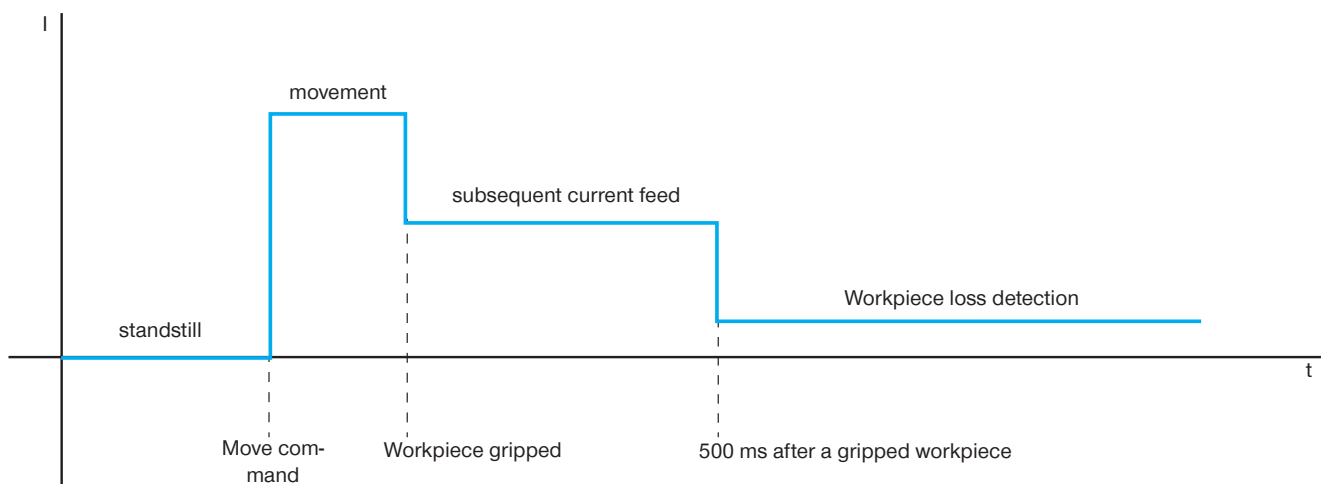 I
movement
subsequent current feed
Workpiece loss detection
standstill
t
Move com-
mand
Workpiece gripped
500 ms after a gripped workpiece